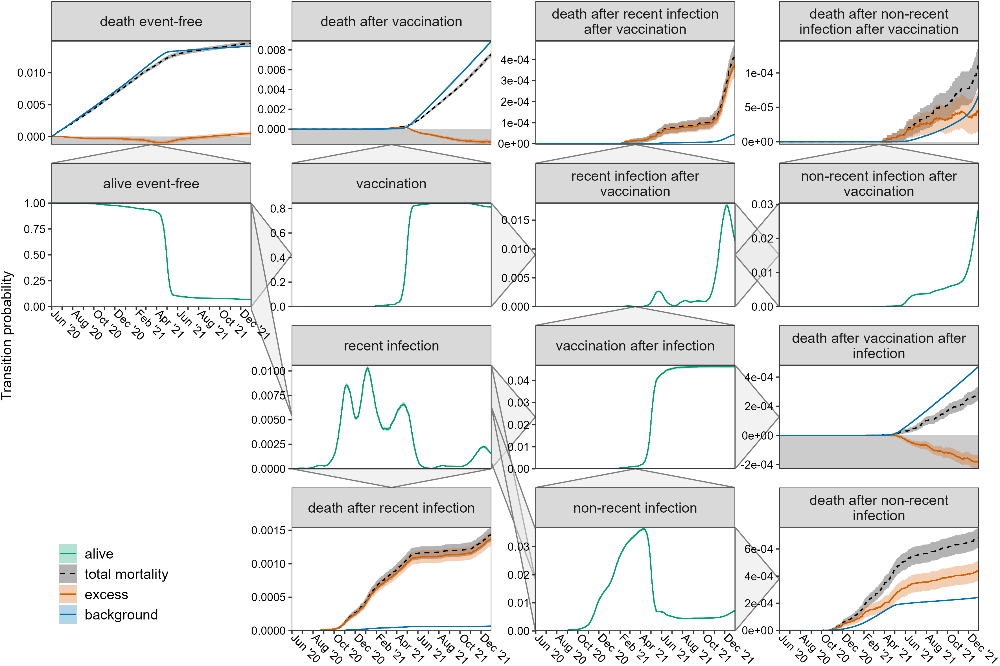 death event-free
death after vaccination
death after recent infection
after vaccination
death after non-recent
infection after vaccination
0.010
0.005
0.000
0.008
0.006
0.004
0.002
0.000
4e-04
3e-04
2e-04
1e-04
0e+00
1e-04
5e-05
0e+00
alive event-free
vaccination
recent infection after
vaccination
non-recent infection after
vaccination
1.00
0.75
0.50
0.25
0.00
0.8
0.6
0.4
0.2
0.0
0.015
0.010
0.005
0.000
0.03
0.02
0.01
0.00
Jun '20
Aug '20
Oct '20
Dec '20
Feb '21
Apr '21
Jun '21
Aug '21
Oct '21
Dec '21
Transition probability
recent infection
vaccination after infection
death after vaccination after
infection
0.0100
0.0075
0.0050
0.0025
0.0000
0.04
0.03
0.02
0.01
0.00
4e-04
2e-04
0e+00
-2e-04
death after recent infection
non-recent infection
death after non-recent
infection
0.0015
0.0010
0.0005
0.0000
0.03
0.02
0.01
0.00
6e-04
4e-04
2e-04
0e+00
Jun '20
Aug '20
Oct '20
Dec '20
Feb '21
Apr '21
Jun '21
Aug '21
Oct '21
Dec '21
Jun '20
Aug '20
Oct '20
Dec '20
Feb '21
Apr '21
Jun '21
Aug '21
Oct '21
Dec '21
Jun '20
Aug '20
Oct '20
Dec '20
Feb '21
Apr '21
Jun '21
Aug '21
Oct '21
Dec '21
alive
total mortality
excess
background